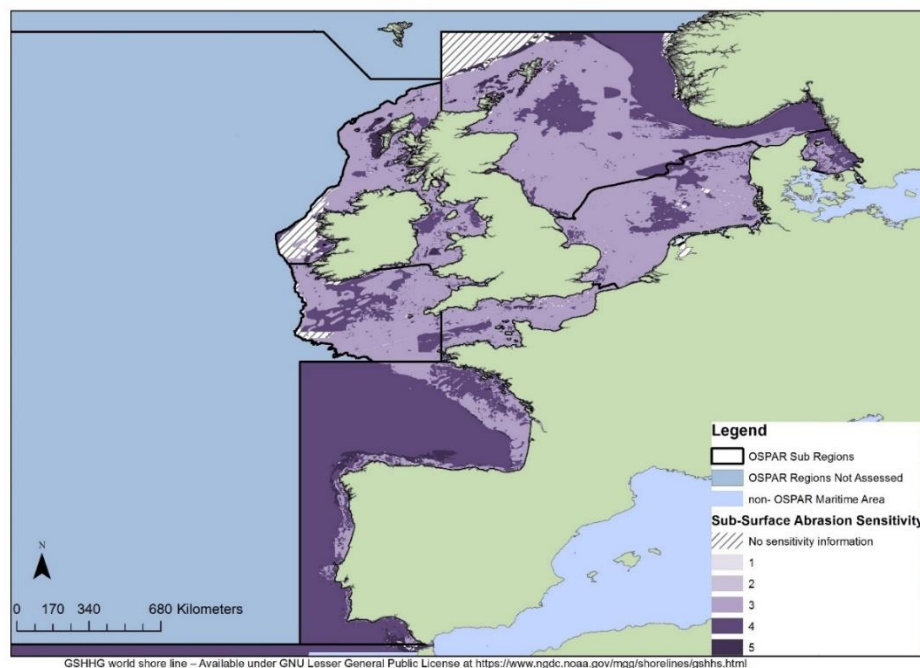 Legend
OSPAR Sub Regions
OSPAR Regions Not Assessed
non- OSPAR Maritime Area
Sub-Surface Abrasion Sensitivity
No sensitivity information
1
2
3
4
5
N
0 170 340 680 Kilometers
GSHHG world shore line – Available under GNU Lesser General Public License at https://www.ngdc.noaa.gov/mgg/shorelines/gshhs.html